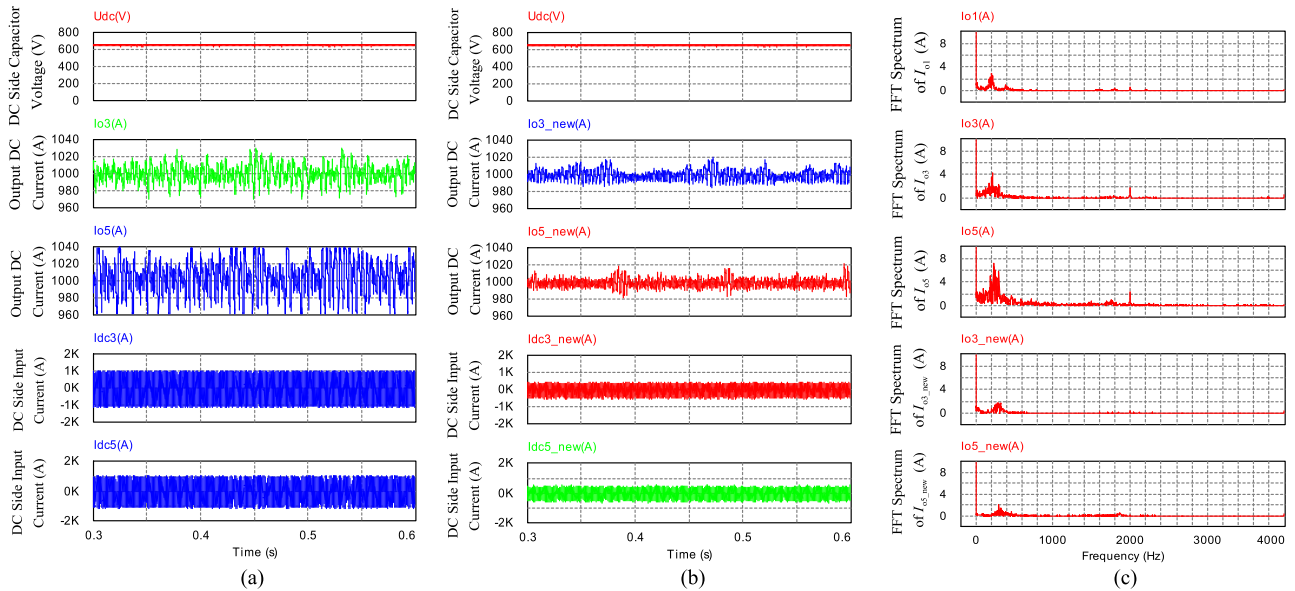 Udc(V)
DC Side Capacitor
Voltage (V)
800
600
400
200
0
Io3(A)
Output DC
Current (A)
1040
1020
1000
980
960
Io5(A)
Output DC
Current (A)
1040
1020
1000
980
960
Idc3(A)
DC Side Input
Current (A)
2K
1K
0K
-1K
-2K
Idc5(A)
DC Side Input
Current (A)
2K
0K
-2K
0.3
0.4
0.5
0.6
Time (s)
(a)
Udc(V)
DC Side Capacitor
Voltage (V)
800
600
400
200
0
Io3_new(A)
Output DC
Current (A)
1040
1020
1000
980
960
Io5_new(A)
Output DC
Current (A)
1040
1020
1000
980
960
Idc3_new(A)
DC Side Input
Current (A)
2K
1K
0K
-1K
-2K
Idc5_new(A)
DC Side Input
Current (A)
2K
0K
-2K
0.3
0.4
0.5
0.6
Time (s)
(b)
Io1(A)
FFT Spectrum
of Io1 (A)
8
4
0
Io3(A)
FFT Spectrum
of Io3 (A)
8
4
0
Io5(A)
FFT Spectrum
of Io5 (A)
8
4
0
Io3_new(A)
FFT Spectrum
of Io3_new (A)
8
4
0
Io5_new(A)
FFT Spectrum
of Io5_new (A)
8
4
0
0
1000
2000
3000
4000
Frequency (Hz)
(c)